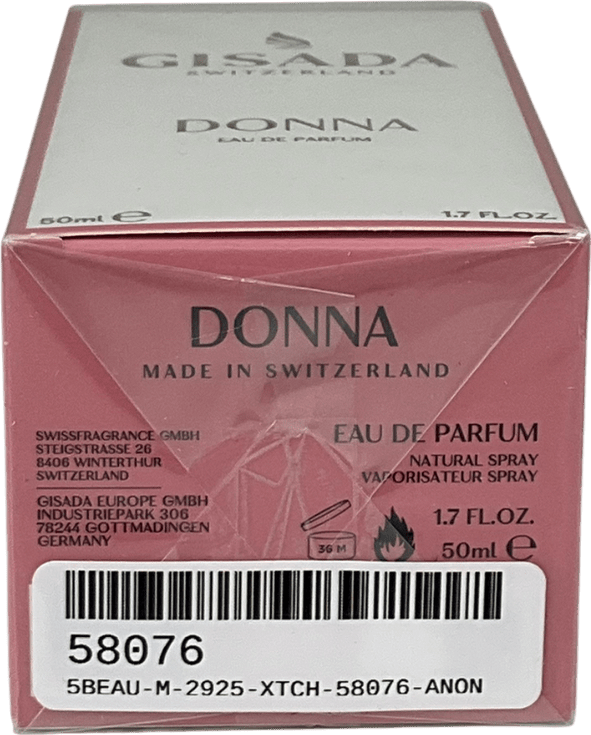 GISADA
SWITZERLAND
DONNA
EAU DE PARFUM
50ml ℮ 1.7 FL.OZ.
DONNA
MADE IN SWITZERLAND
SWISSFRAGRANCE GMBH
STEIGSTRASSE 26
8406 WINTERTHUR
SWITZERLAND
GISADA EUROPE GMBH
INDUSTRIEPARK 306
78244 GOTTMADINGEN
GERMANY
EAU DE PARFUM
NATURAL SPRAY
VAPORISATEUR SPRAY
1.7 FL.OZ.
36 M
50ml ℮
58076
5BEAU-M-2925-XTCH-58076-ANON